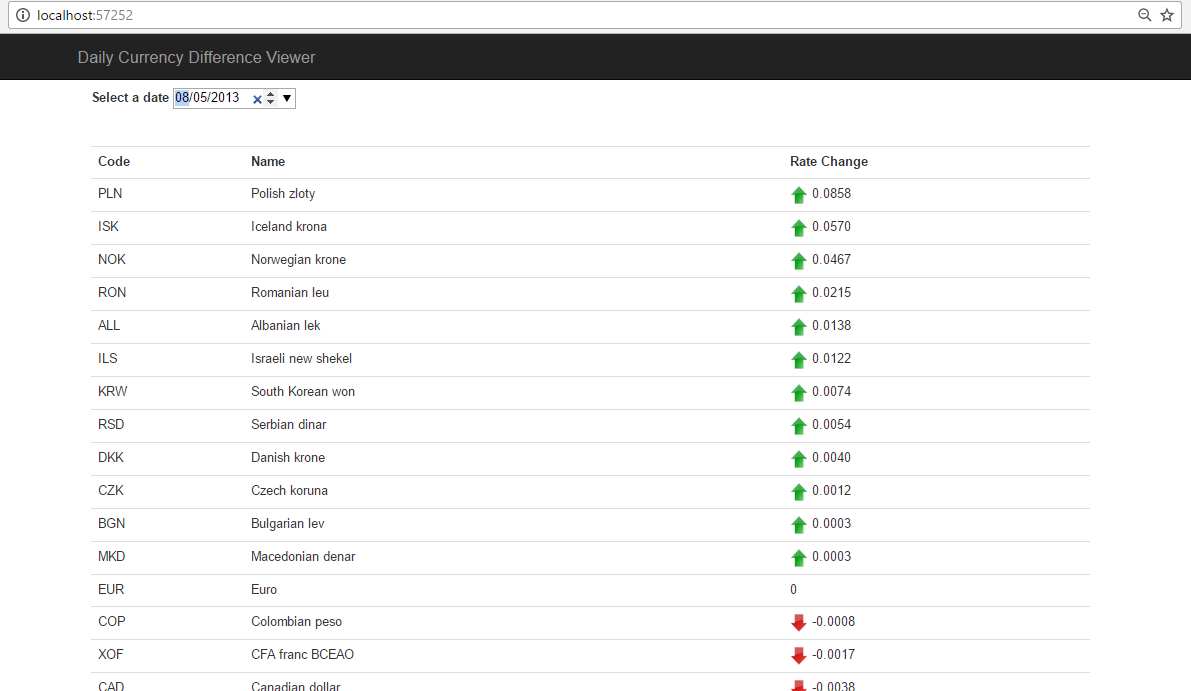 localhost:57252
Daily Currency Difference Viewer
Select a date 08/05/2013
Code Name Rate Change
PLN Polish zloty 0.0858
ISK Iceland krona 0.0570
NOK Norwegian krone 0.0467
RON Romanian leu 0.0215
ALL Albanian lek 0.0138
ILS Israeli new shekel 0.0122
KRW South Korean won 0.0074
RSD Serbian dinar 0.0054
DKK Danish krone 0.0040
CZK Czech koruna 0.0012
BGN Bulgarian lev 0.0003
MKD Macedonian denar 0.0003
EUR Euro 0
COP Colombian peso -0.0008
XOF CFA franc BCEAO -0.0017
CAD Canadian dollar -0.0038